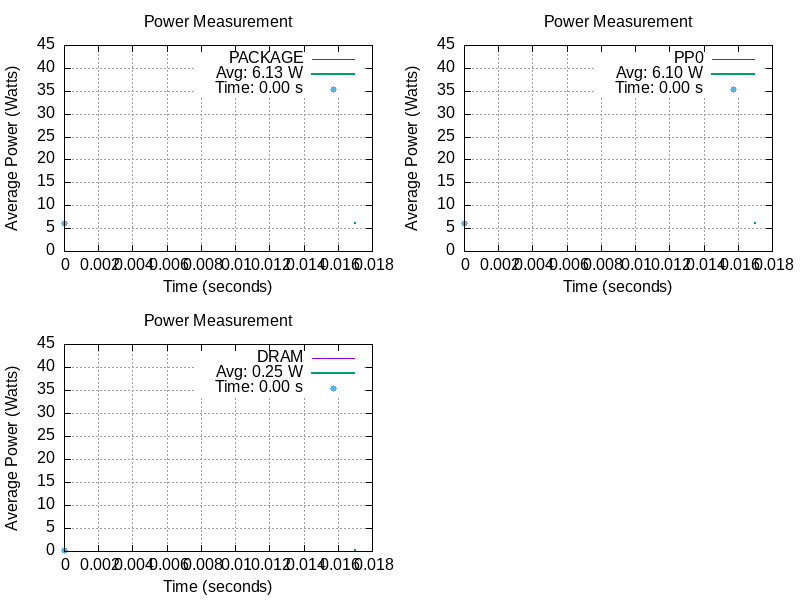 Power Measurement
PACKAGE
Avg: 6.13 W
Time: 0.00 s
45
40
35
30
25
20
15
10
5
0
Average Power (Watts)
0 0.002 0.004 0.006 0.008 0.010 0.012 0.014 0.016 0.018
Time (seconds)
Power Measurement
PP0
Avg: 6.10 W
Time: 0.00 s
45
40
35
30
25
20
15
10
5
0
Average Power (Watts)
0 0.002 0.004 0.006 0.008 0.010 0.012 0.014 0.016 0.018
Time (seconds)
Power Measurement
DRAM
Avg: 0.25 W
Time: 0.00 s
45
40
35
30
25
20
15
10
5
0
Average Power (Watts)
0 0.002 0.004 0.006 0.008 0.010 0.012 0.014 0.016 0.018
Time (seconds)